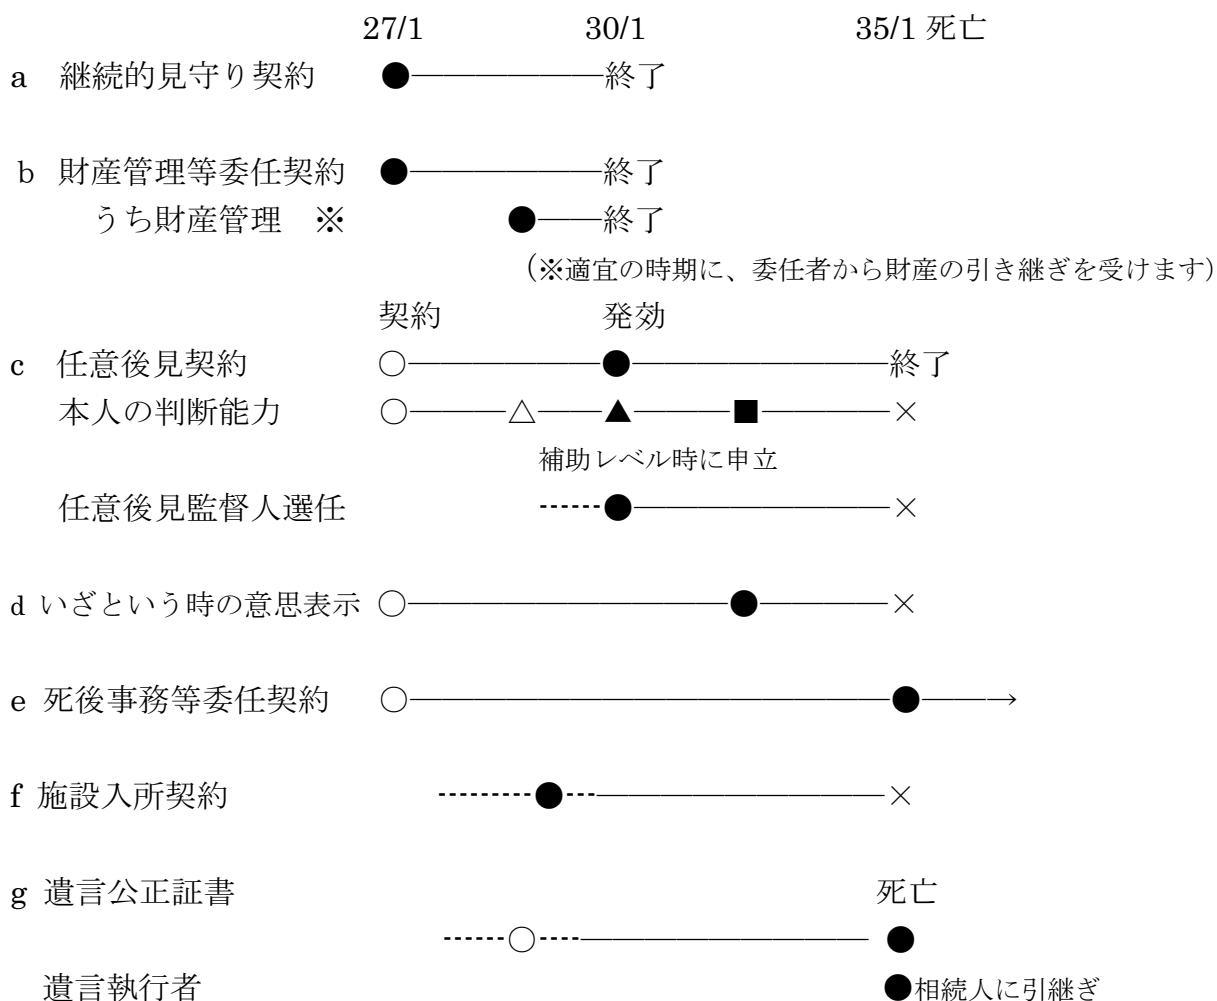 27/1 30/1 35/1 死亡
a 継続的見守り契約 ●――――――終了
b 財産管理等委任契約 ●――――――終了
うち財産管理 ※ ●――終了
(※適宜の時期に、委任者から財産の引き継ぎを受けます)
契約 発効
c 任意後見契約 ○――――――●――――――――終了
本人の判断能力 ○―――△――▲―――■――――×
補助レベル時に申立
任意後見監督人選任 ------●――――――――×
d いざという時の意思表示 ○――――――――――●――――×
e 死後事務等委任契約 ○―――――――――――――――●―――→
f 施設入所契約 ---------●--―――――――――×
g 遺言公正証書 死亡
------○----――――――――― ●
遺言執行者 ●相続人に引継ぎ